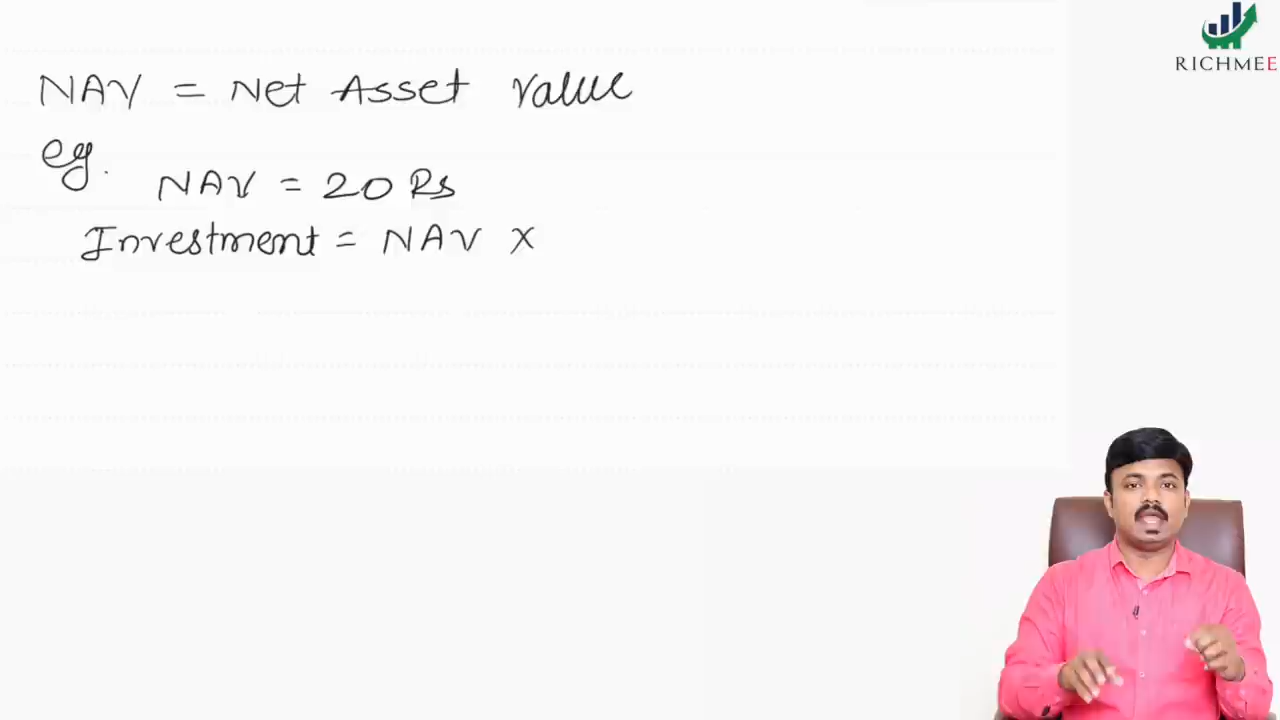 RICHMEE
NAV = Net Asset Value
eg.
NAV = 20 Rs
Investment = NAV X